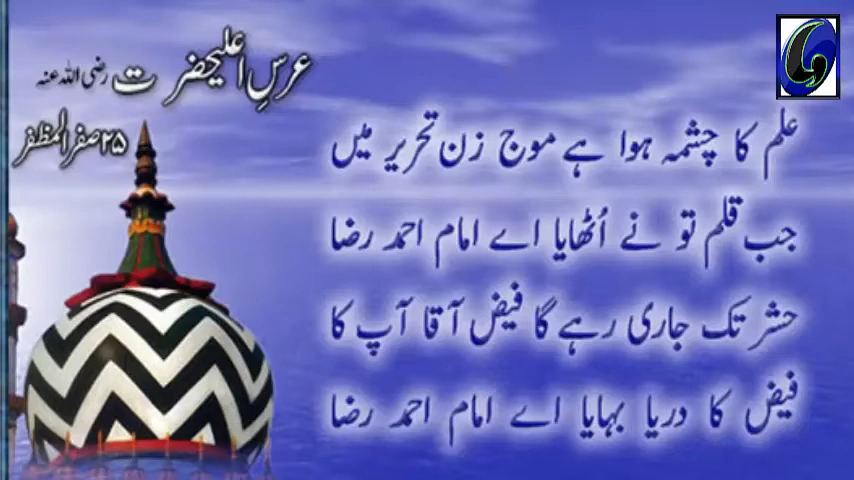 عرسِ اعلیحضرت رضی اللہ عنہ
۲۵ صفر المظفر
علم کا چشمہ ہوا ہے موج زن تحریر میں
جب قلم تو نے اُٹھایا اے امام احمد رضا
حشر تک جاری رہے گا فیض آقا آپ کا
فیض کا دریا بہایا اے امام احمد رضا